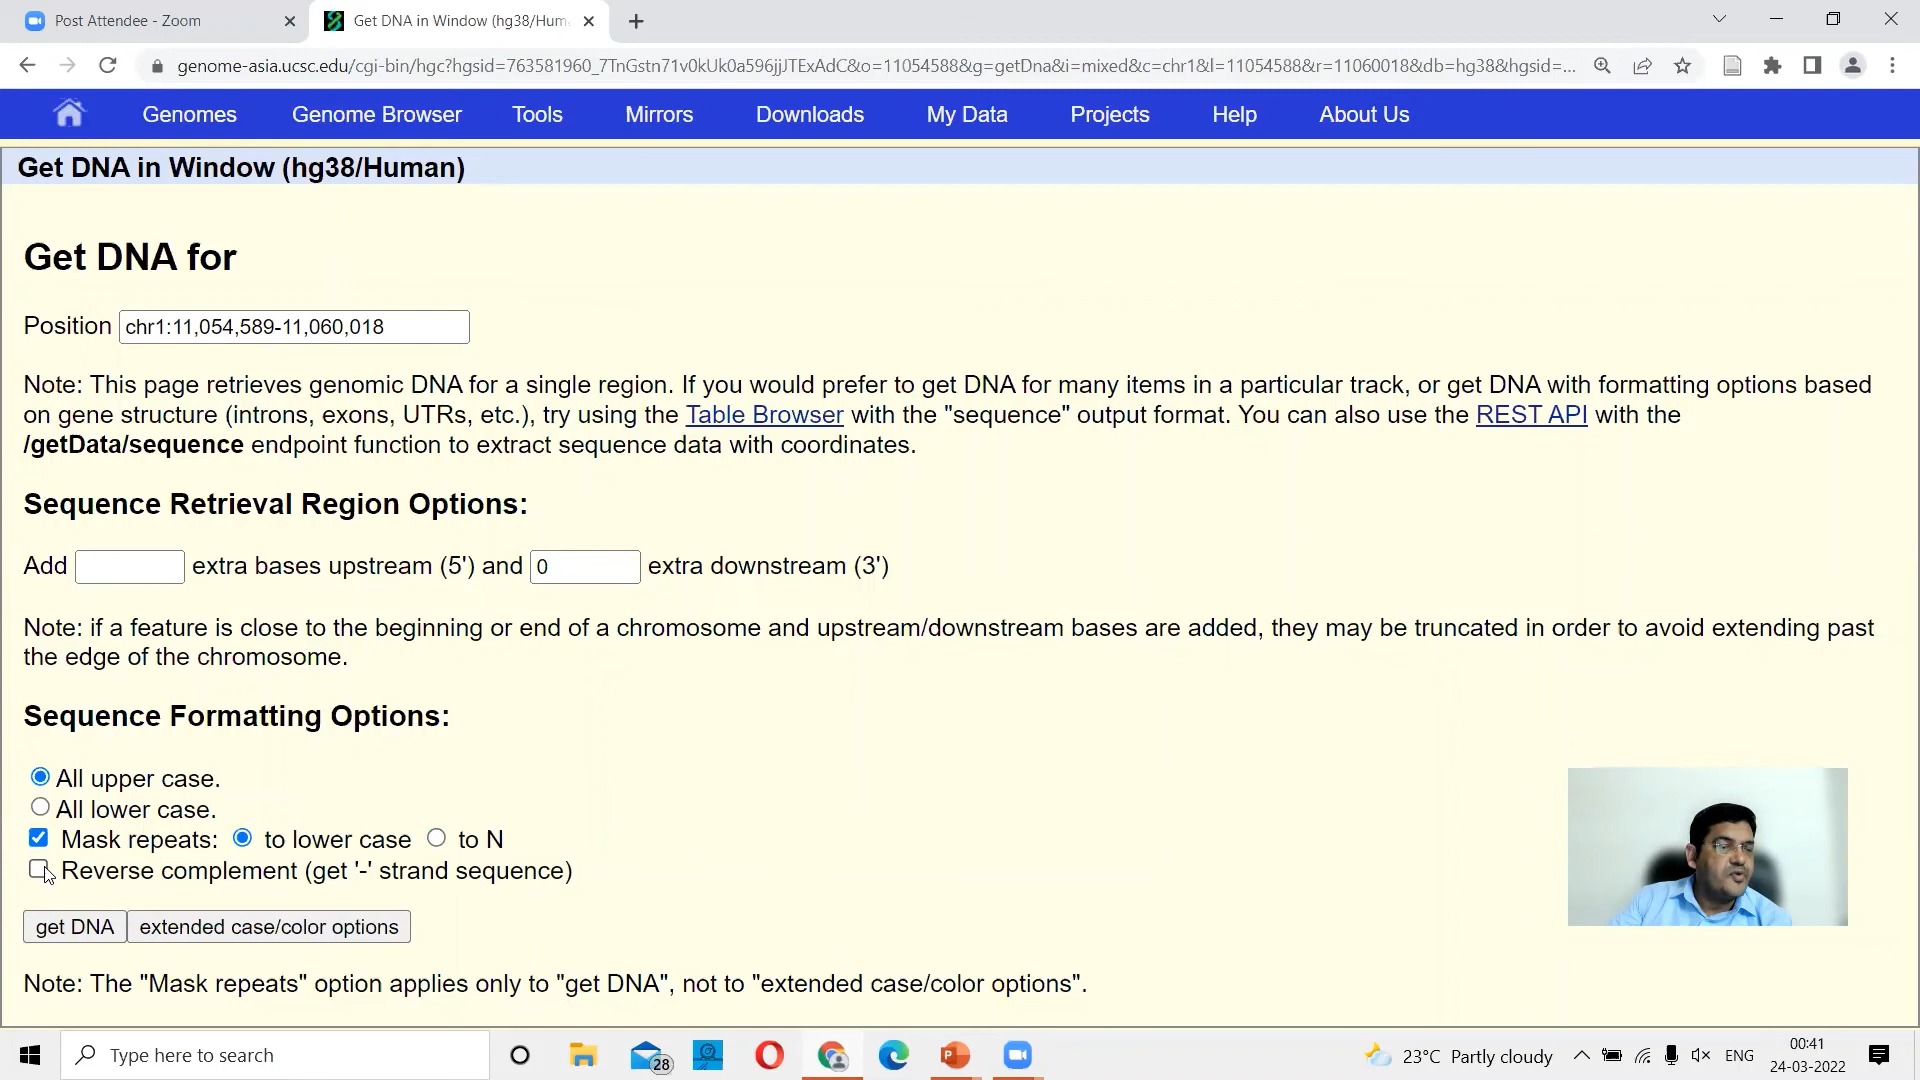 Post Attendee - Zoom
Get DNA in Window (hg38/Hum
genome-asia.ucsc.edu/cgi-bin/hgc?hgsid=763581960_7TnGstn71v0kUk0a596jjJTExAdC&o=11054588&g=getDna&i=mixed&c=chr1&l=11054588&r=11060018&db=hg38&hgsid=...
Genomes Genome Browser Tools Mirrors Downloads My Data Projects Help About Us
Get DNA in Window (hg38/Human)
Get DNA for
Position chr1:11,054,589-11,060,018
Note: This page retrieves genomic DNA for a single region. If you would prefer to get DNA for many items in a particular track, or get DNA with formatting options based
on gene structure (introns, exons, UTRs, etc.), try using the Table Browser with the "sequence" output format. You can also use the REST API with the
/getData/sequence endpoint function to extract sequence data with coordinates.
Sequence Retrieval Region Options:
Add extra bases upstream (5') and 0 extra downstream (3')
Note: if a feature is close to the beginning or end of a chromosome and upstream/downstream bases are added, they may be truncated in order to avoid extending past
the edge of the chromosome.
Sequence Formatting Options:
All upper case.
All lower case.
Mask repeats: to lower case to N
Reverse complement (get '-' strand sequence)
get DNA extended case/color options
Note: The "Mask repeats" option applies only to "get DNA", not to "extended case/color options".
Type here to search
28
23°C Partly cloudy
ENG
00:41
24-03-2022